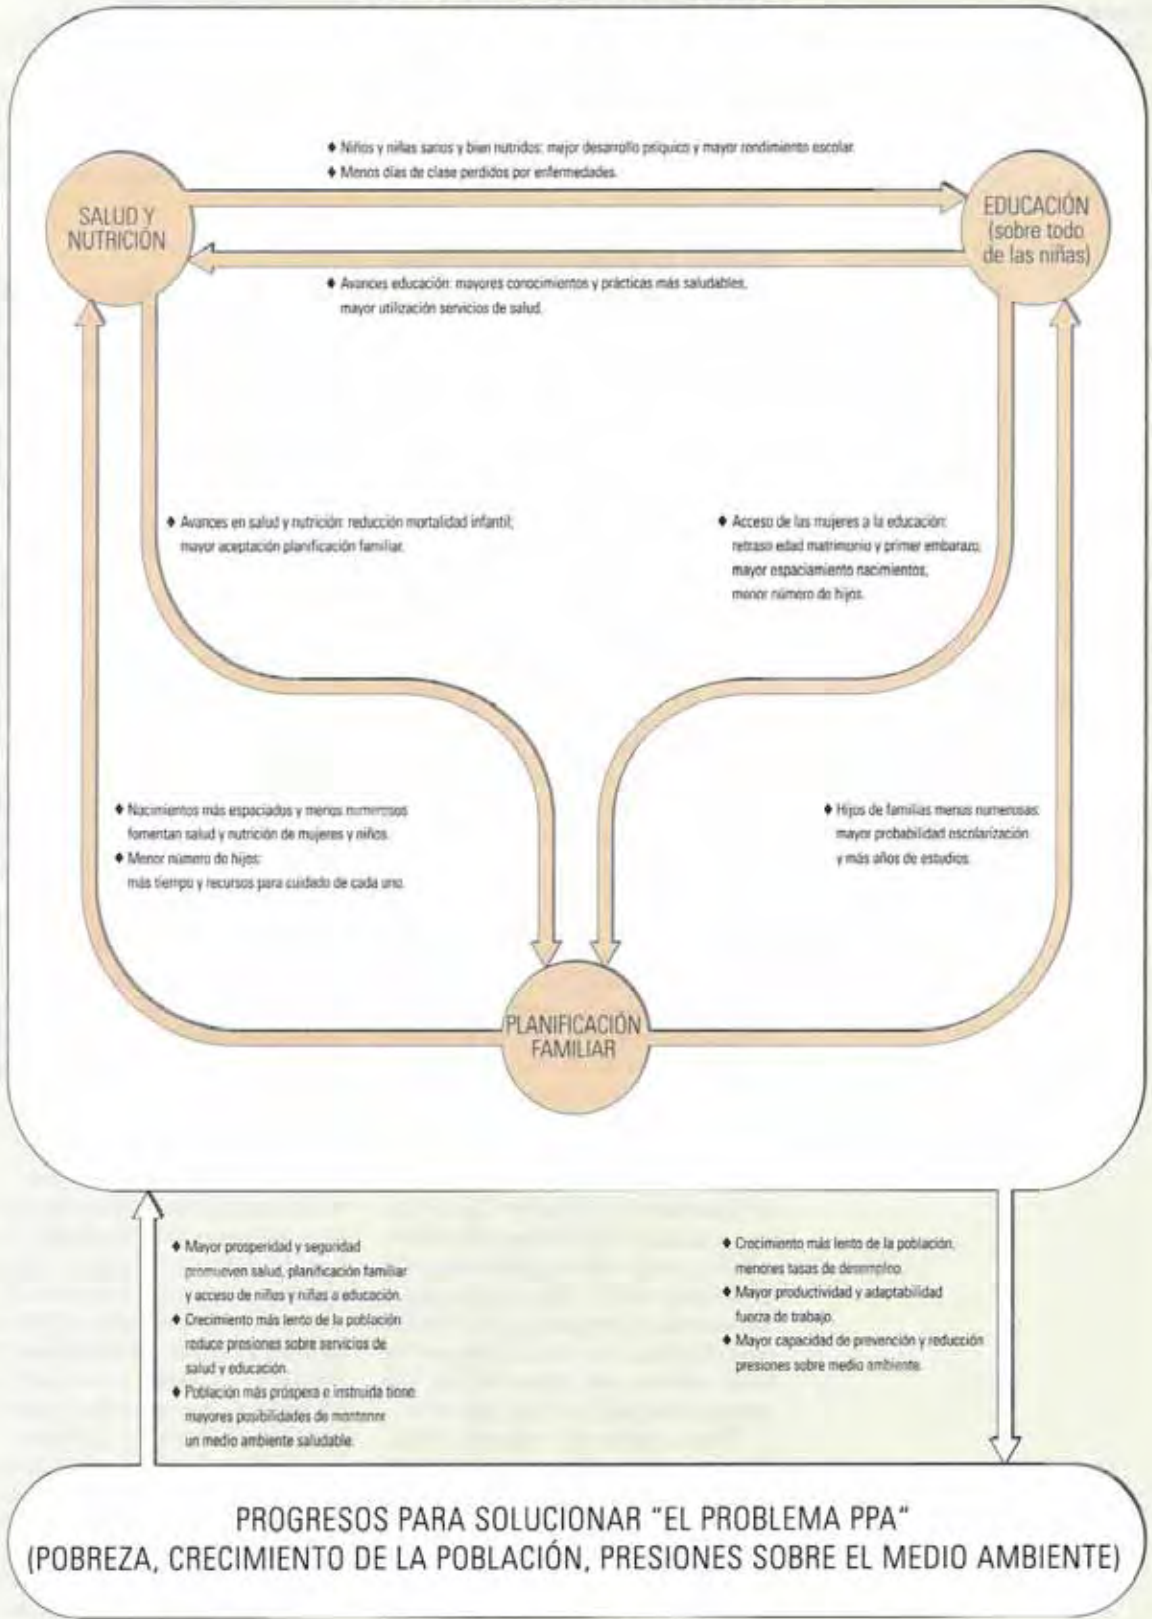 ♦ Niños y niñas sanos y bien nutridos: mejor desarrollo psíquico y mayor rendimiento escolar.
♦ Menos días de clase perdidos por enfermedades.
SALUD Y
NUTRICIÓN
EDUCACIÓN
(sobre todo
de las niñas)
♦ Avances educación: mayores conocimientos y prácticas más saludables,
mayor utilización servicios de salud.
♦ Avances en salud y nutrición: reducción mortalidad infantil;
mayor aceptación planificación familiar.
♦ Acceso de las mujeres a la educación:
retraso edad matrimonio y primer embarazo,
mayor espaciamiento nacimientos,
menor número de hijos.
♦ Nacimientos más espaciados y menos numerosos
fomentan salud y nutrición de mujeres y niños.
♦ Menor número de hijos:
más tiempo y recursos para cuidado de cada uno.
♦ Hijos de familias menos numerosas:
mayor probabilidad escolarización
y más años de estudios.
PLANIFICACIÓN
FAMILIAR
♦ Mayor prosperidad y seguridad
promueven salud, planificación familiar
y acceso de niños y niñas a educación.
♦ Crecimiento más lento de la población
reduce presiones sobre servicios de
salud y educación.
♦ Población más próspera e instruida tiene
mayores posibilidades de mantener
un medio ambiente saludable.
♦ Crecimiento más lento de la población,
menores tasas de desempleo.
♦ Mayor productividad y adaptabilidad
fuerza de trabajo.
♦ Mayor capacidad de prevención y reducción
presiones sobre medio ambiente.
PROGRESOS PARA SOLUCIONAR "EL PROBLEMA PPA"
(POBREZA, CRECIMIENTO DE LA POBLACIÓN, PRESIONES SOBRE EL MEDIO AMBIENTE)